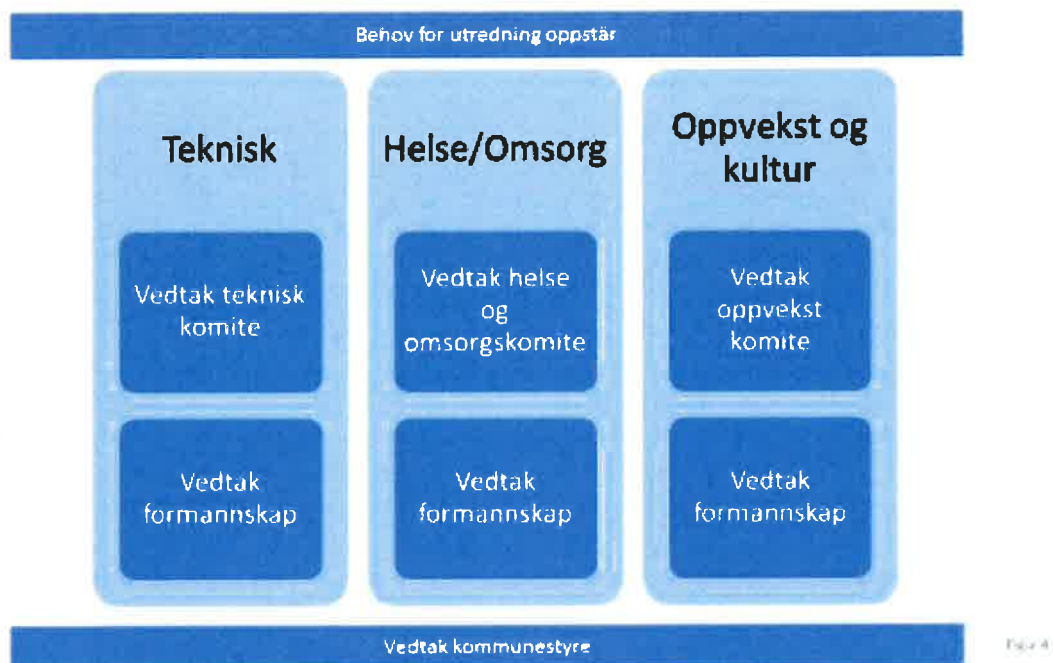 Behov for utredning oppstår
Teknisk
Vedtak teknisk
komite
Vedtak
formannskap
Helse/Omsorg
Vedtak helse
og
omsorgskomite
Vedtak
formannskap
Oppvekst og
kultur
Vedtak
oppvekst
komite
Vedtak
formannskap
Vedtak kommunestyre